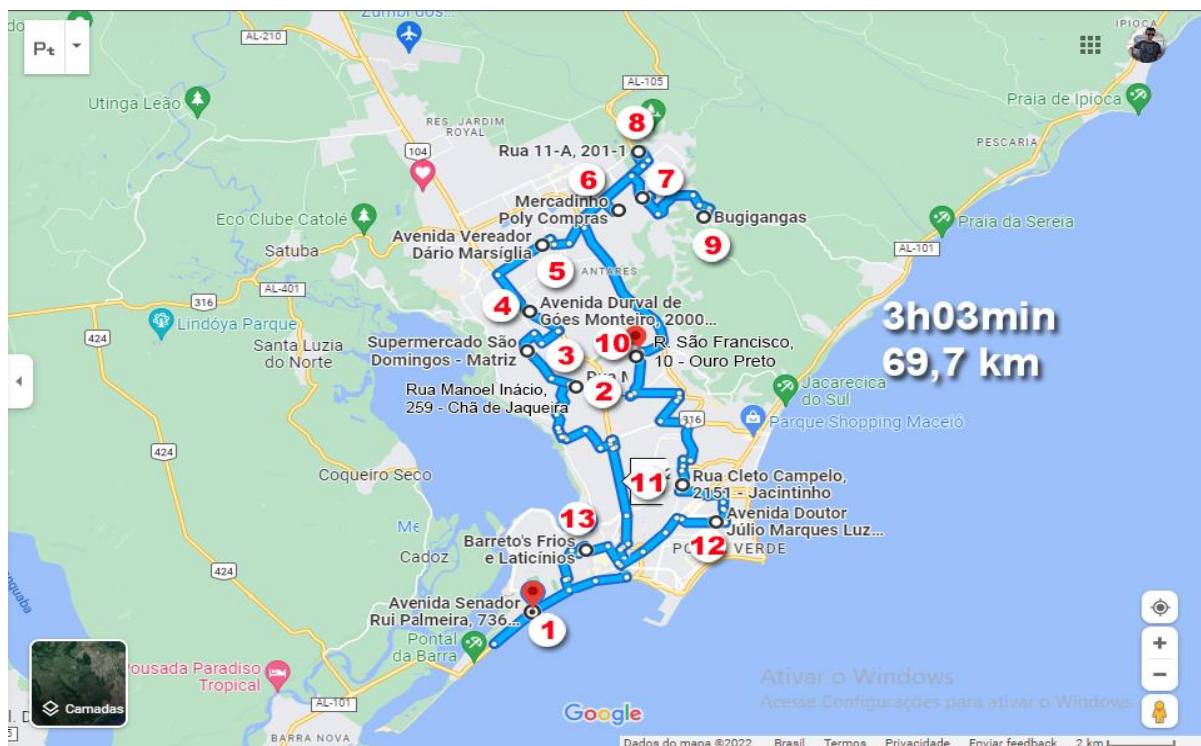 Pt
AL-210
Zumbi dos...
IPIOCA
Utinga Leão
RES. JARDIM
ROYAL
AL-105
Praia de Ipioca
PESCARIA
104
8
Rua 11-A, 201-1
6
7
Mercadinho
Poly Compras
Bugigangas
9
Eco Clube Catolé
Avenida Vereador
Dário Marsíglia
5
Praia da Sereia
AL-101
Satuba
ANTARES
AL-401
316
4
Avenida Durval de
Góes Monteiro, 2000...
3h03min
69,7 km
424
Lindóya Parque
Santa Luzia
do Norte
Supermercado São
Domingos - Matriz
3
10
R. São Francisco,
10 - Ouro Preto
Rua Manoel Inácio,
259 - Chã de Jaqueira
2
Jacarecica
do Sul
316
Parque Shopping Maceió
424
Coqueiro Seco
11
Rua Cleto Campelo,
2151 - Jacintinho
13
Avenida Doutor
Júlio Marques Luz...
12
Cadoz
Barreto's Frios
e Laticínios
VERDE
424
Avenida Senador
Rui Palmeira, 736...
1
Pontal
da Barra
Camadas
Pousada Paradiso
Tropical
AL-101
BARRA NOVA
Google
Ativar o Windows
Acesse Configurações para ativar o Windows.
Dados do mapa ©2022 Brasil Termos Privacidade Enviar feedback 2 km